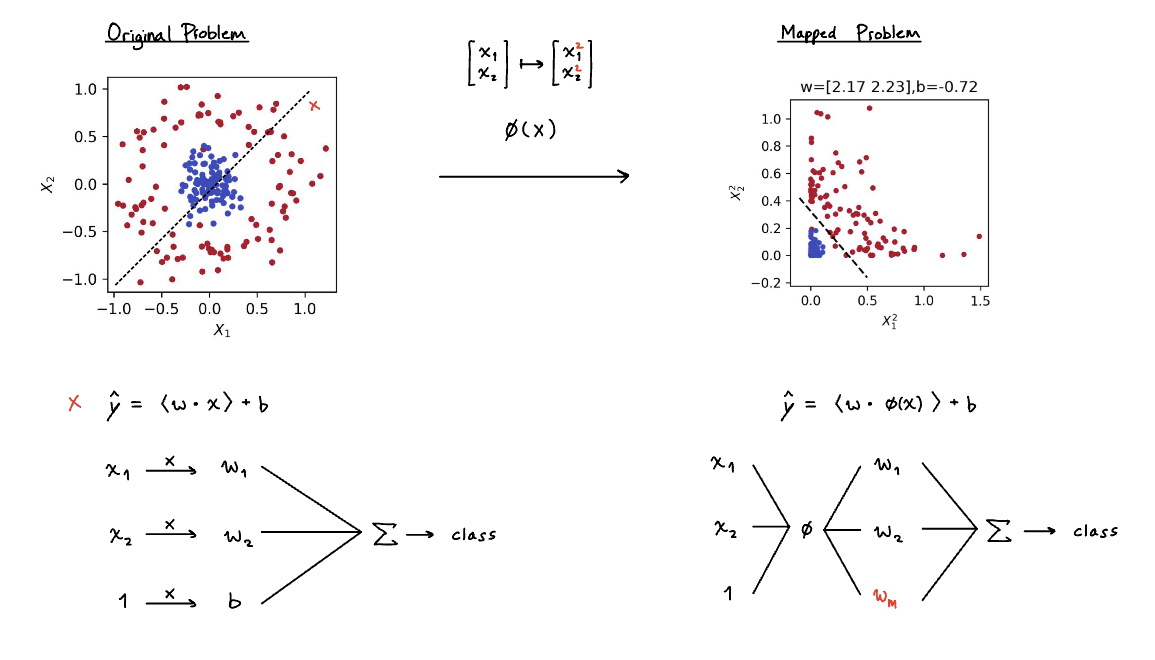 Original Problem
[x₁ x₂] ↦ [x₁² x₂²]
φ(x)
Mapped Problem
w=[2.17 2.23],b=-0.72
1.0
0.5
0.0
−0.5
−1.0
X₂
−1.0 −0.5 0.0 0.5 1.0
X₁
x
1.0
0.8
0.6
0.4
0.2
0.0
−0.2
X₂²
0.0 0.5 1.0 1.5
X₁²
x ŷ = ⟨w · x⟩ + b
x₁ x w₁
x₂ x w₂
1 x b
Σ → class
ŷ = ⟨w · φ(x)⟩ + b
x₁ w₁
x₂ φ w₂ Σ → class
1 wₘ